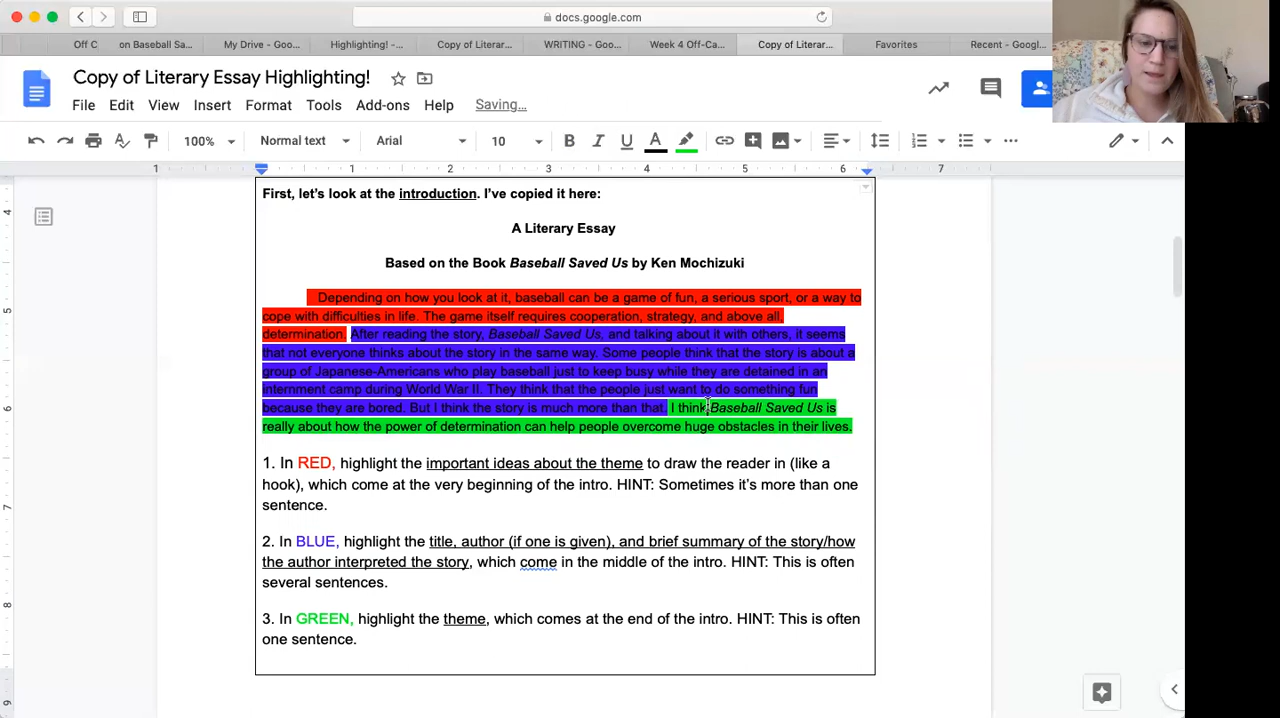 docs.google.com
Off C
on Baseball Sa...
My Drive - Goo...
Highlighting! -...
Copy of Literar...
WRITING - Goo...
Week 4 Off-Ca...
Copy of Literar...
Favorites
Recent - Googl...
Copy of Literary Essay Highlighting!
File Edit View Insert Format Tools Add-ons Help Saving...
100% Normal text Arial 10 B I U A
1 1 2 3 4 5 6 7
4
5
6
7
8
9
First, let's look at the introduction. I've copied it here:
A Literary Essay
Based on the Book Baseball Saved Us by Ken Mochizuki
Depending on how you look at it, baseball can be a game of fun, a serious sport, or a way to
cope with difficulties in life. The game itself requires cooperation, strategy, and above all,
determination. After reading the story, Baseball Saved Us, and talking about it with others, it seems
that not everyone thinks about the story in the same way. Some people think that the story is about a
group of Japanese-Americans who play baseball just to keep busy while they are detained in an
internment camp during World War II. They think that the people just want to do something fun
because they are bored. But I think the story is much more than that. I think Baseball Saved Us is
really about how the power of determination can help people overcome huge obstacles in their lives.
1. In RED, highlight the important ideas about the theme to draw the reader in (like a
hook), which come at the very beginning of the intro. HINT: Sometimes it's more than one
sentence.
2. In BLUE, highlight the title, author (if one is given), and brief summary of the story/how
the author interpreted the story, which come in the middle of the intro. HINT: This is often
several sentences.
3. In GREEN, highlight the theme, which comes at the end of the intro. HINT: This is often
one sentence.